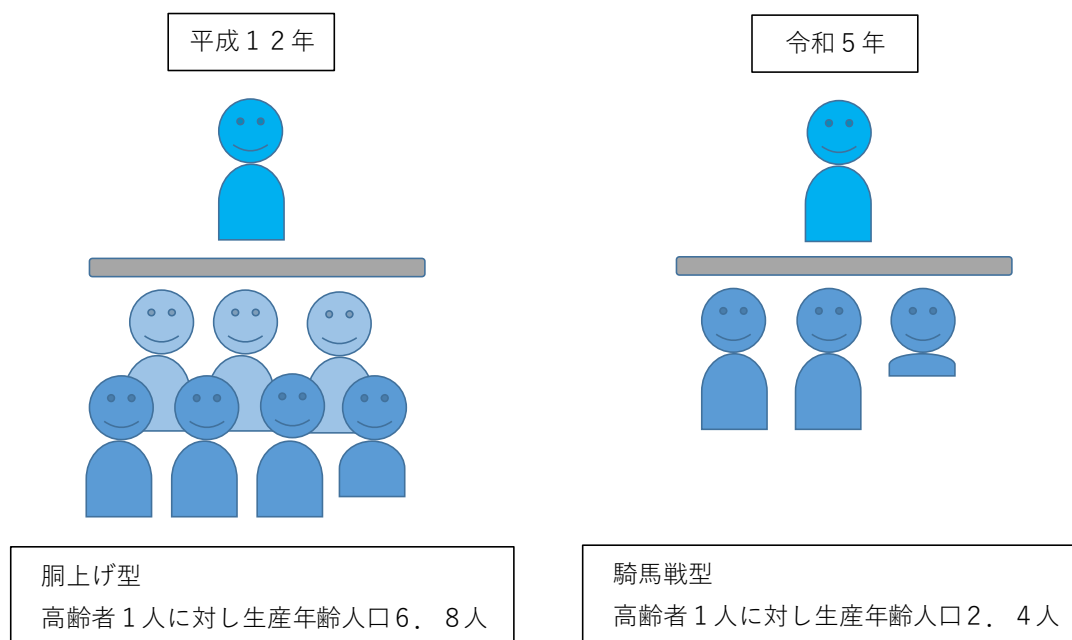 平成１２年
令和５年
胴上げ型
高齢者１人に対し生産年齢人口６．８人
騎馬戦型
高齢者１人に対し生産年齢人口２．４人